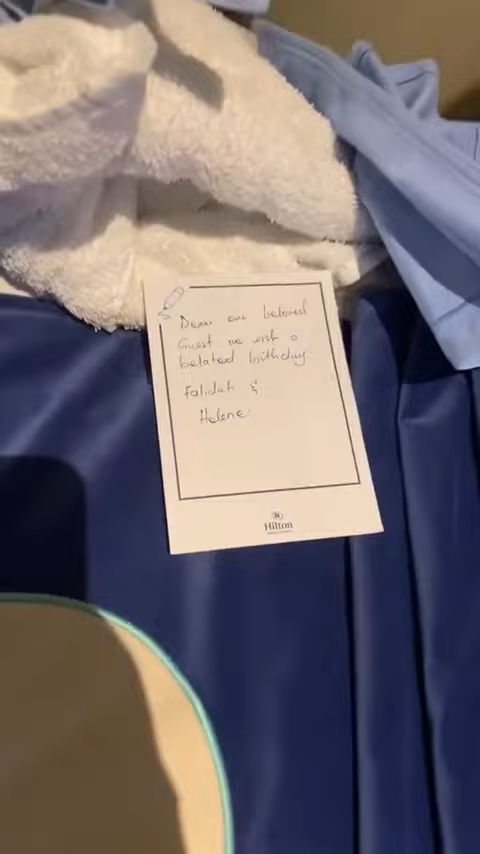 Dear our beloved
Guest we wish a
belated birthday
Falidah &
Helene.
Hilton